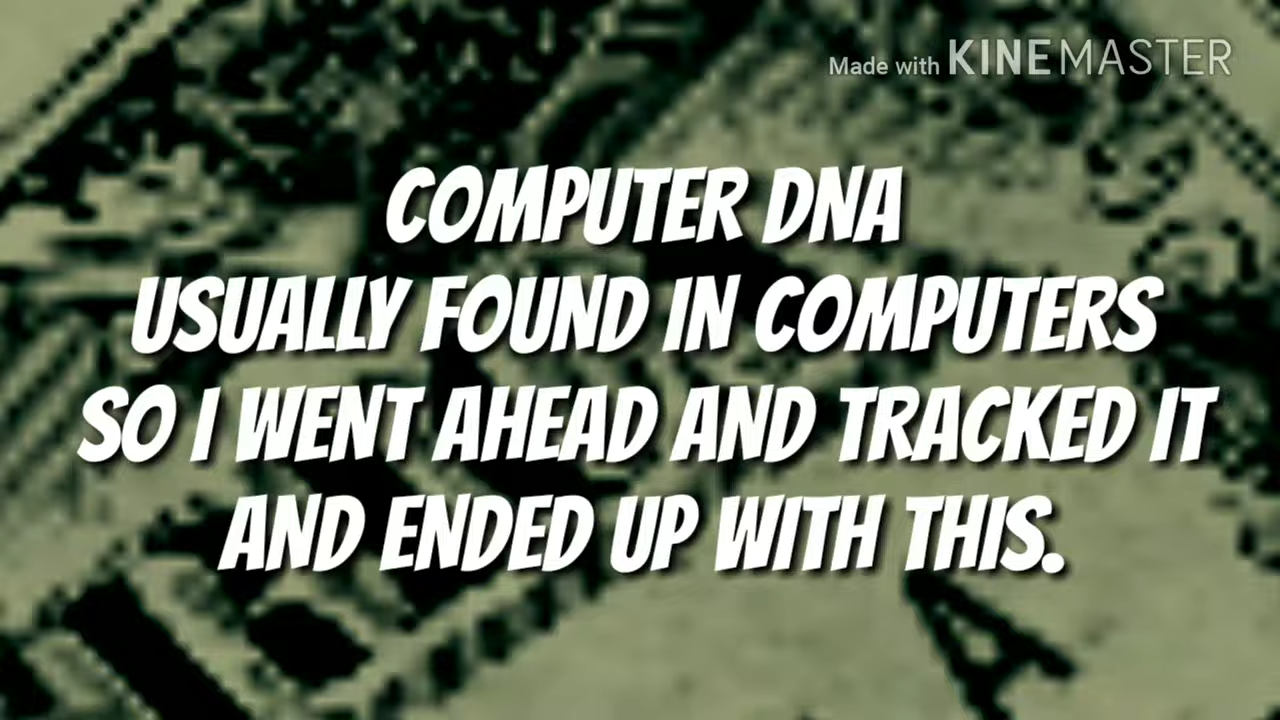 Made with KINEMASTER
COMPUTER DNA
USUALLY FOUND IN COMPUTERS
SO I WENT AHEAD AND TRACKED IT
AND ENDED UP WITH THIS.
A